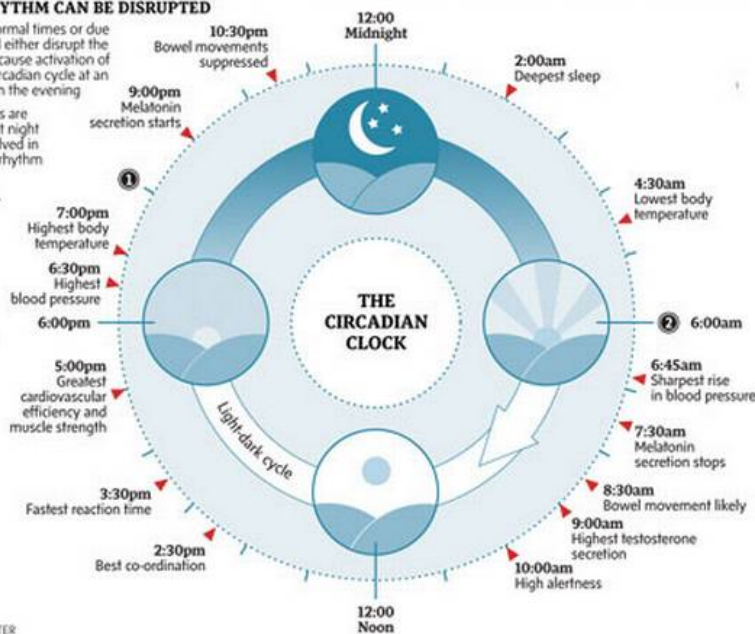 YTHM CAN BE DISRUPTED
ormal times or due
either disrupt the
cause activation of
rcadian cycle at an
n the evening
s are
t night
lved in
rhythm
12:00
Midnight
10:30pm
Bowel movements
suppressed
2:00am
Deepest sleep
9:00pm
Melatonin
secretion starts
1
4:30am
Lowest body
temperature
7:00pm
Highest body
temperature
6:30pm
Highest
blood pressure
6:00pm
THE
CIRCADIAN
CLOCK
2 6:00am
5:00pm
Greatest
cardiovascular
efficiency and
muscle strength
6:45am
Sharpest rise
in blood pressure
Light-dark cycle
7:30am
Melatonin
secretion stops
3:30pm
Fastest reaction time
8:30am
Bowel movement likely
9:00am
Highest testosterone
secretion
2:30pm
Best co-ordination
10:00am
High alertness
12:00
Noon
TER